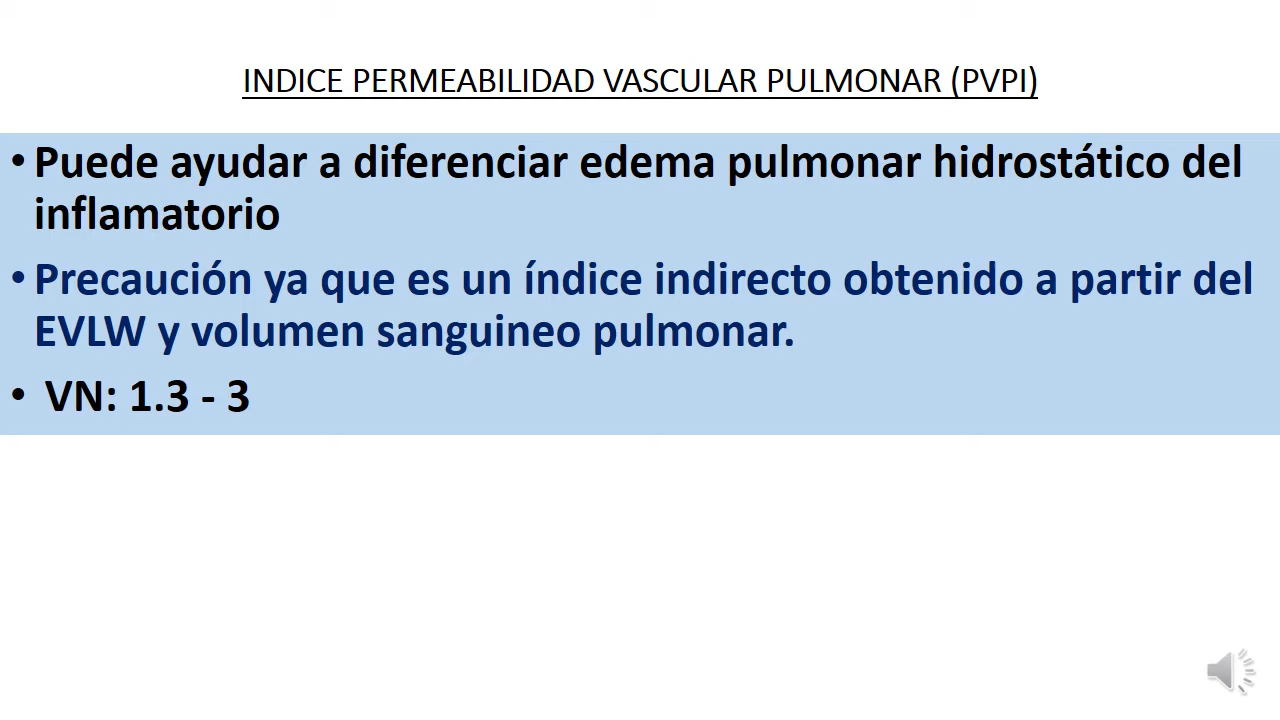 INDICE PERMEABILIDAD VASCULAR PULMONAR (PVPI)
• Puede ayudar a diferenciar edema pulmonar hidrostático del
inflamatorio
• Precaución ya que es un índice indirecto obtenido a partir del
EVLW y volumen sanguineo pulmonar.
• VN: 1.3 - 3